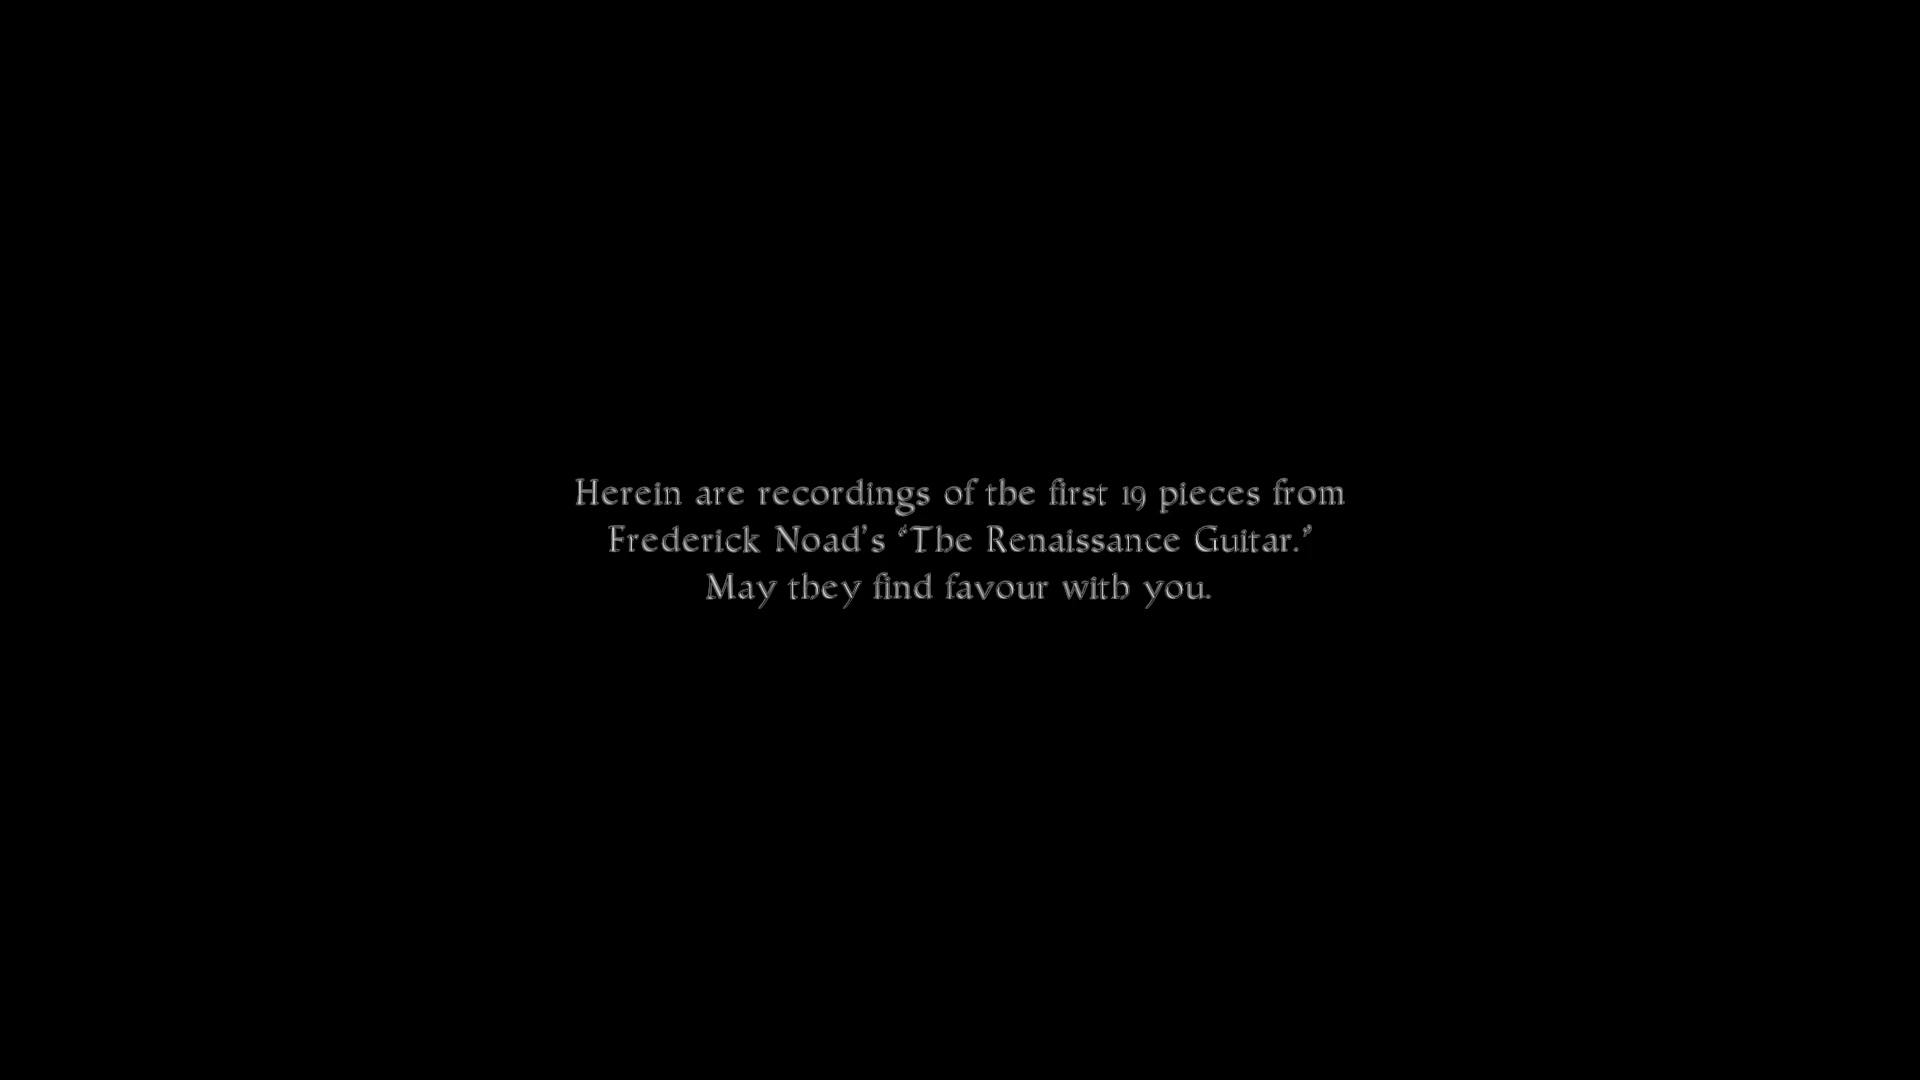 Herein are recordings of the first 19 pieces from
Frederick Noad's “The Renaissance Guitar.”
May they find favour with you.